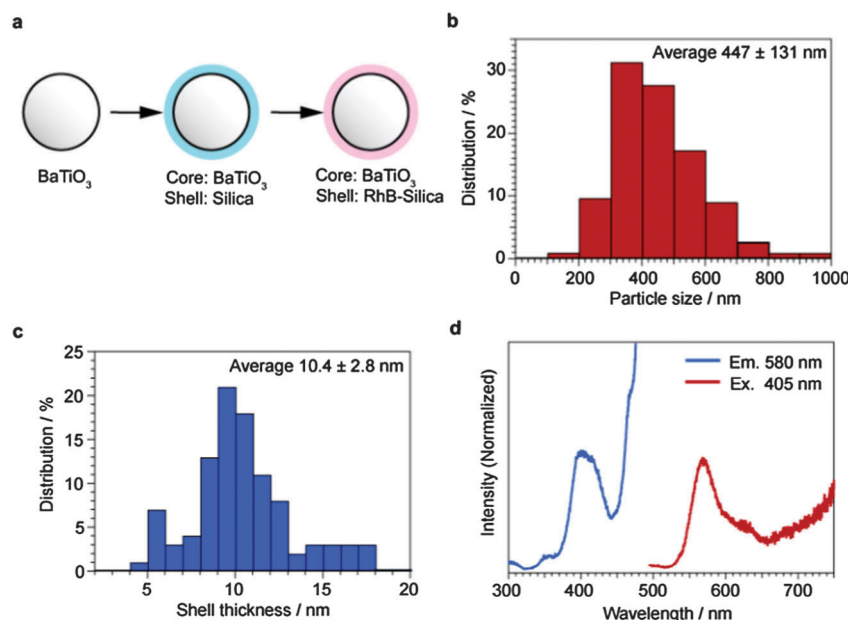 a
BaTiO3
Core: BaTiO3
Shell: Silica
Core: BaTiO3
Shell: RhB-Silica
b
Average 447 ± 131 nm
Distribution / %
30
20
10
0
0 200 400 600 800 1000
Particle size / nm
c
Average 10.4 ± 2.8 nm
Distribution / %
25
20
15
10
5
0
5 10 15 20
Shell thickness / nm
d
Em. 580 nm
Ex. 405 nm
Intensity (Normalized)
300 400 500 600 700
Wavelength / nm